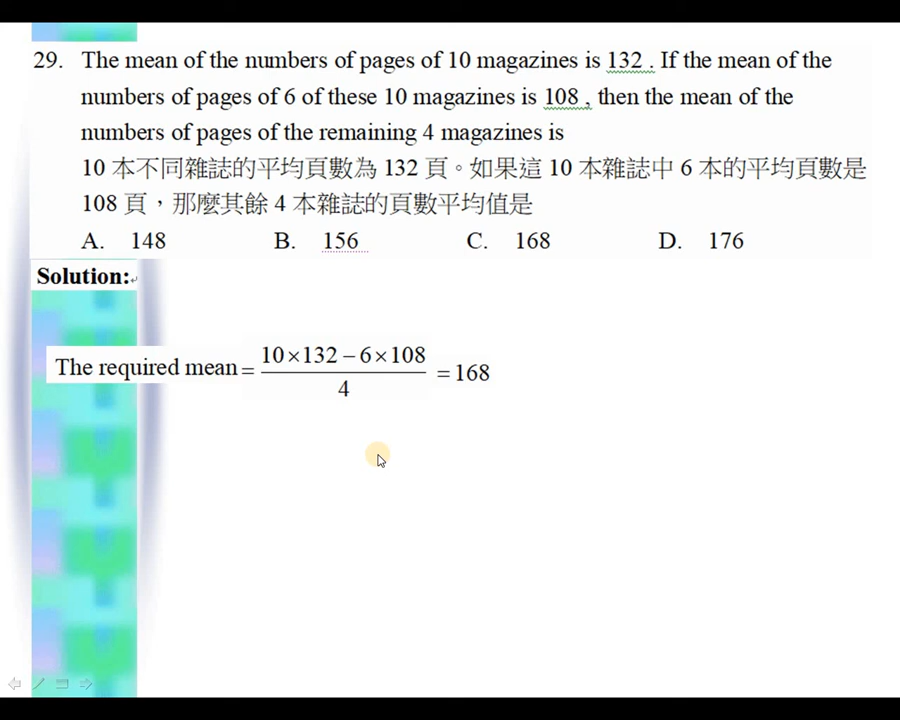 29. The mean of the numbers of pages of 10 magazines is 132 . If the mean of the
numbers of pages of 6 of these 10 magazines is 108 , then the mean of the
numbers of pages of the remaining 4 magazines is
10 本不同雜誌的平均頁數為 132 頁。如果這 10 本雜誌中 6 本的平均頁數是
108 頁，那麼其餘 4 本雜誌的頁數平均值是
A. 148 B. 156 C. 168 D. 176
Solution:
The required mean = \frac{10×132−6×108}{4} = 168